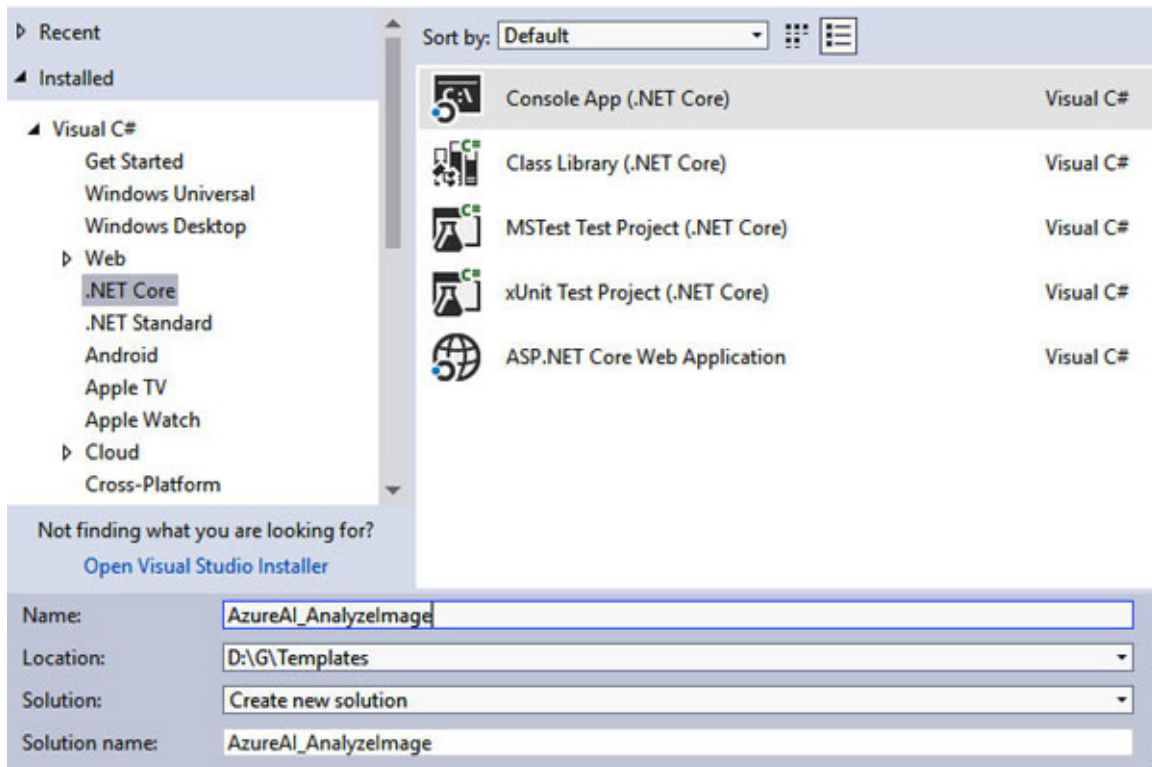 Recent
Installed
Visual C#
Get Started
Windows Universal
Windows Desktop
Web
.NET Core
.NET Standard
Android
Apple TV
Apple Watch
Cloud
Cross-Platform
Not finding what you are looking for?
Open Visual Studio Installer
Sort by: Default
C:\ Console App (.NET Core) Visual C#
C# Class Library (.NET Core) Visual C#
C# MSTest Test Project (.NET Core) Visual C#
C# xUnit Test Project (.NET Core) Visual C#
ASP.NET Core Web Application Visual C#
Name: AzureAI_AnalyzeImage
Location: D:\G\Templates
Solution: Create new solution
Solution name: AzureAI_AnalyzeImage